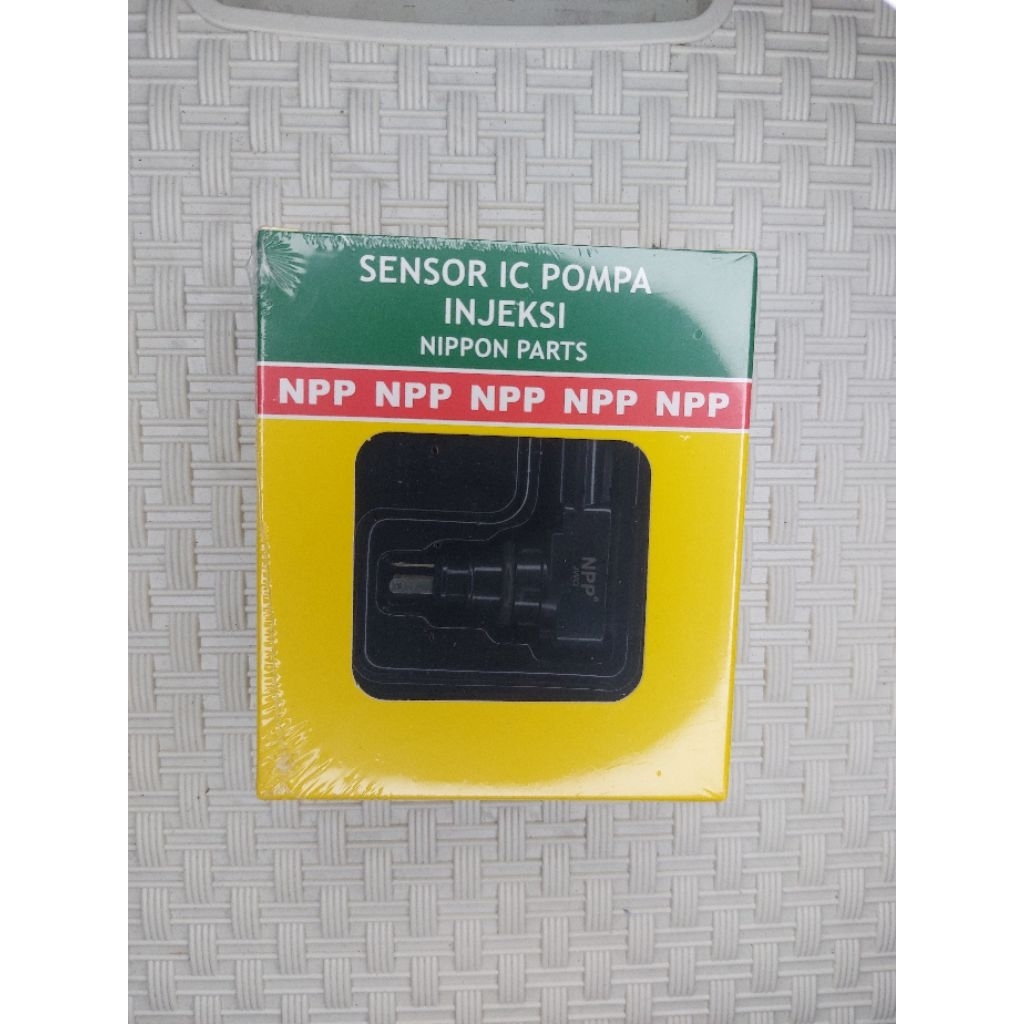 SENSOR IC POMPA
INJEKSI
NIPPON PARTS
NPP NPP NPP NPP NPP
NPP®